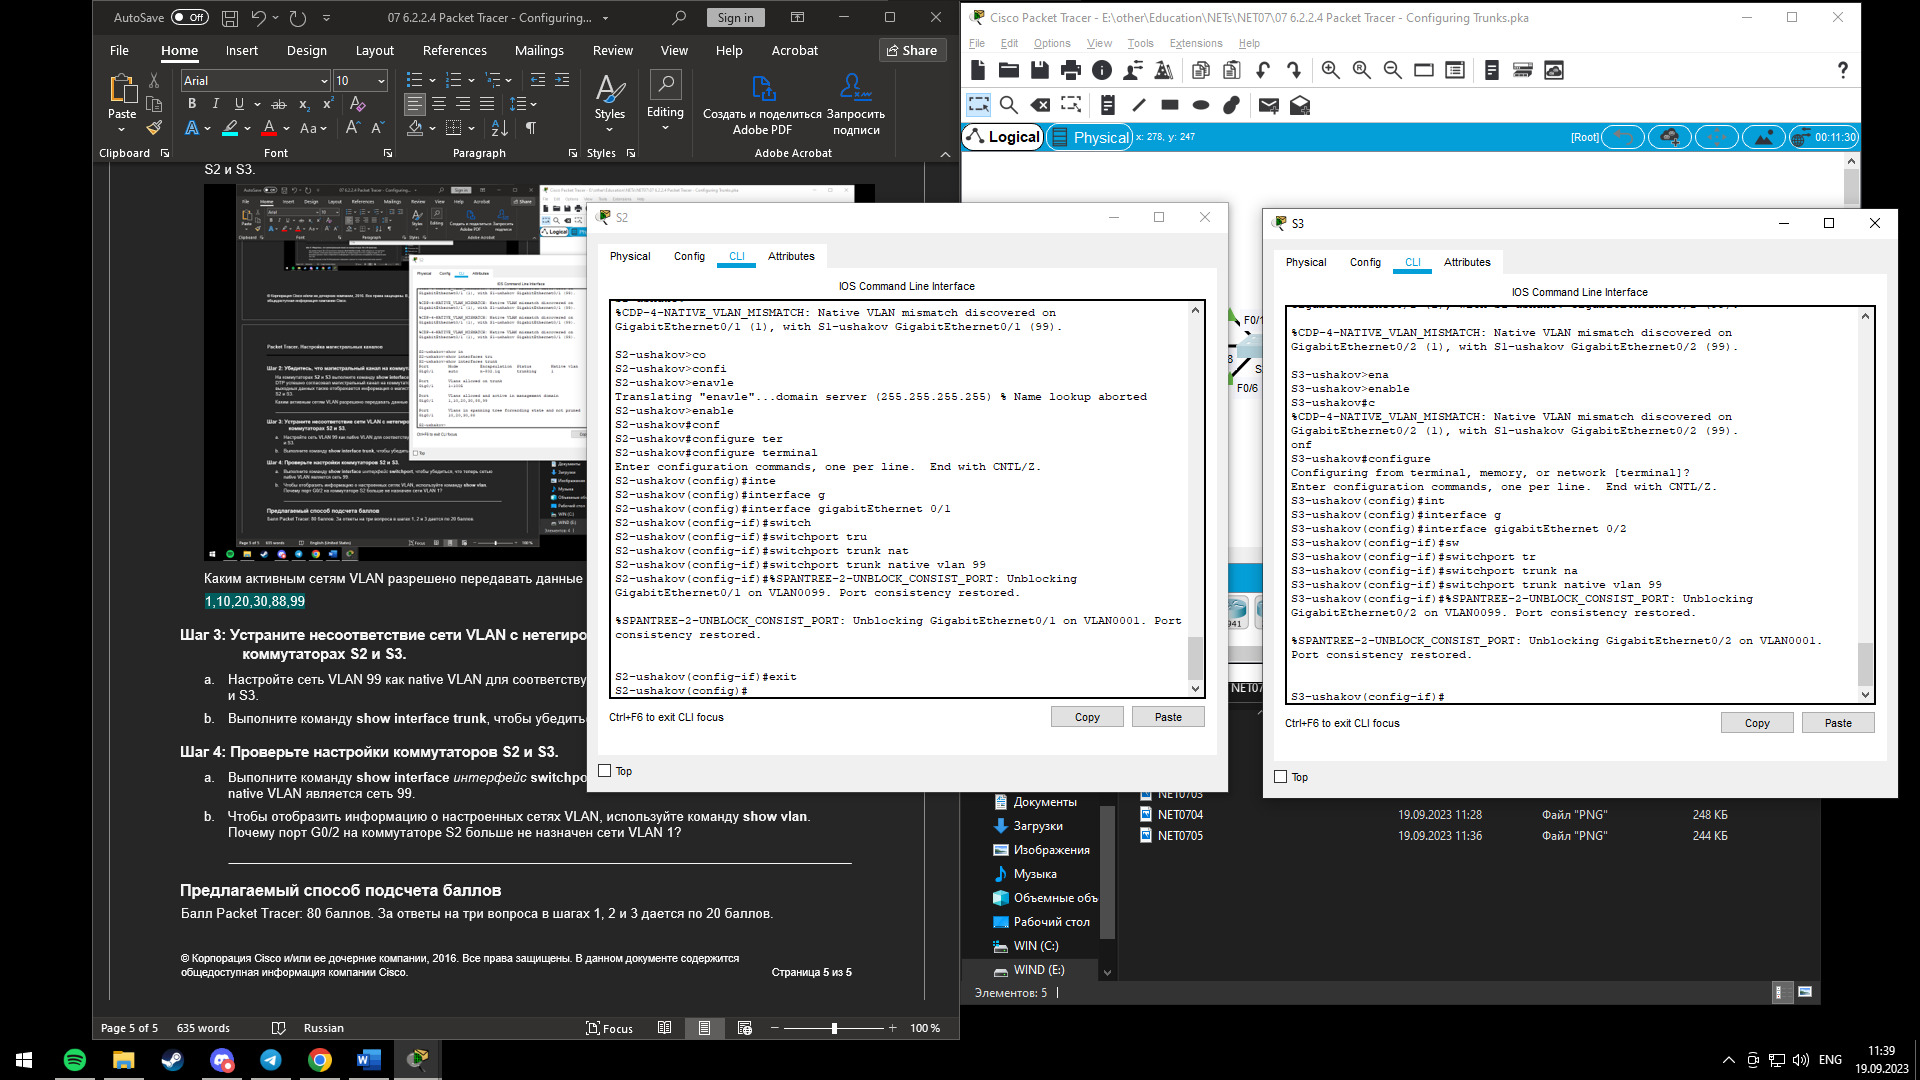 AutoSave Off 07 6.2.2.4 Packet Tracer - Configuring... Sign in
File Home Insert Design Layout References Mailings Review View Help Acrobat Share
Paste
Arial 10
Styles
Editing
Создать и поделиться Adobe PDF
Запросить подписи
Clipboard Font Paragraph Styles Adobe Acrobat
S2 и S3.
Каким активным сетям VLAN разрешено передавать данные
1,10,20,30,88,99
Шаг 3: Устраните несоответствие сети VLAN с нетегиро
коммутаторах S2 и S3.
a. Настройте сеть VLAN 99 как native VLAN для соответству
и S3.
b. Выполните команду show interface trunk, чтобы убедить
Шаг 4: Проверьте настройки коммутаторов S2 и S3.
a. Выполните команду show interface интерфейс switchpo
native VLAN является сеть 99.
b. Чтобы отобразить информацию о настроенных сетях VLAN, используйте команду show vlan.
Почему порт G0/2 на коммутаторе S2 больше не назначен сети VLAN 1?
Предлагаемый способ подсчета баллов
Балл Packet Tracer: 80 баллов. За ответы на три вопроса в шагах 1, 2 и 3 дается по 20 баллов.
© Корпорация Cisco и/или ее дочерние компании, 2016. Все права защищены. В данном документе содержится
общедоступная информация компании Cisco. Страница 5 из 5
Page 5 of 5 635 words Russian Focus 100 %
Cisco Packet Tracer - E:\other\Education\NETs\NET07\07 6.2.2.4 Packet Tracer - Configuring Trunks.pka
File Edit Options View Tools Extensions Help
Logical Physical x: 278, y: 247 [Root] 00:11:30
S2
Physical Config CLI Attributes
IOS Command Line Interface
%CDP-4-NATIVE_VLAN_MISMATCH: Native VLAN mismatch discovered on
GigabitEthernet0/1 (1), with S1-ushakov GigabitEthernet0/1 (99).
S2-ushakov>co
S2-ushakov>confi
S2-ushakov>enavle
Translating "enavle"...domain server (255.255.255.255) % Name lookup aborted
S2-ushakov>enable
S2-ushakov#conf
S2-ushakov#configure ter
S2-ushakov#configure terminal
Enter configuration commands, one per line. End with CNTL/Z.
S2-ushakov(config)#inte
S2-ushakov(config)#interface g
S2-ushakov(config)#interface gigabitEthernet 0/1
S2-ushakov(config-if)#switch
S2-ushakov(config-if)#switchport tru
S2-ushakov(config-if)#switchport trunk nat
S2-ushakov(config-if)#switchport trunk native vlan 99
S2-ushakov(config-if)#%SPANTREE-2-UNBLOCK_CONSIST_PORT: Unblocking
GigabitEthernet0/1 on VLAN0099. Port consistency restored.
%SPANTREE-2-UNBLOCK_CONSIST_PORT: Unblocking GigabitEthernet0/1 on VLAN0001. Port
consistency restored.
S2-ushakov(config-if)#exit
S2-ushakov(config)#
Ctrl+F6 to exit CLI focus Copy Paste
Top
F0/1
F0/6
941
NET07
S3
Physical Config CLI Attributes
IOS Command Line Interface
%CDP-4-NATIVE_VLAN_MISMATCH: Native VLAN mismatch discovered on
GigabitEthernet0/2 (1), with S1-ushakov GigabitEthernet0/2 (99).
S3-ushakov>ena
S3-ushakov>enable
S3-ushakov#c
%CDP-4-NATIVE_VLAN_MISMATCH: Native VLAN mismatch discovered on
GigabitEthernet0/2 (1), with S1-ushakov GigabitEthernet0/2 (99).
onf
S3-ushakov#configure
Configuring from terminal, memory, or network [terminal]?
Enter configuration commands, one per line. End with CNTL/Z.
S3-ushakov(config)#int
S3-ushakov(config)#interface g
S3-ushakov(config)#interface gigabitEthernet 0/2
S3-ushakov(config-if)#sw
S3-ushakov(config-if)#switchport tr
S3-ushakov(config-if)#switchport trunk na
S3-ushakov(config-if)#switchport trunk native vlan 99
S3-ushakov(config-if)#%SPANTREE-2-UNBLOCK_CONSIST_PORT: Unblocking
GigabitEthernet0/2 on VLAN0099. Port consistency restored.
%SPANTREE-2-UNBLOCK_CONSIST_PORT: Unblocking GigabitEthernet0/2 on VLAN0001.
Port consistency restored.
S3-ushakov(config-if)#
Ctrl+F6 to exit CLI focus Copy Paste
Top
NET0703
Документы NET0704 19.09.2023 11:28 Файл "PNG" 248 КБ
Загрузки NET0705 19.09.2023 11:36 Файл "PNG" 244 КБ
Изображения
Музыка
Объемные объ
Рабочий стол
WIN (C:)
WIND (E:)
Элементов: 5
ENG 11:39
19.09.2023